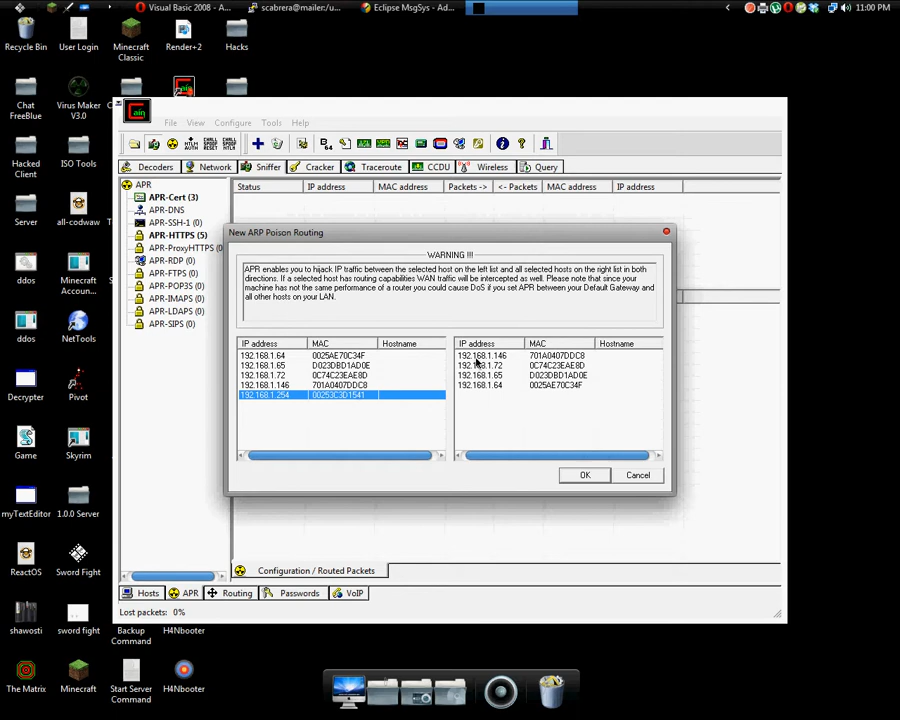 Visual Basic 2008 - A...
scabrera@mailer:/u...
Eclipse MsgSys - Ad...
11:00 PM
Recycle Bin
User Login
Minecraft Classic
Render+2
Hacks
Chat FreeBlue
Virus Maker V3.0
Hacked Client
ISO Tools
Server
all-codwaw...
ddos
Minecraft Accoun...
ddos
NetTools
Decrypter
Pivot
Game
Skyrim
myTextEditor
1.0.0 Server
ReactOS
Sword Fight
shawosti
sword fight
Backup Command
H4Nbooter
The Matrix
Minecraft
Start Server Command
H4Nbooter
File View Configure Tools Help
Decoders Network Sniffer Cracker Traceroute CCDU Wireless Query
APR
APR-Cert (3)
APR-DNS
APR-SSH-1 (0)
APR-HTTPS (5)
APR-ProxyHTTPS (0
APR-RDP (0)
APR-FTPS (0)
APR-POP3S (0)
APR-IMAPS (0)
APR-LDAPS (0)
APR-SIPS (0)
Status IP address MAC address Packets -> <- Packets MAC address IP address
New ARP Poison Routing
WARNING !!!
APR enables you to hijack IP traffic between the selected host on the left list and all selected hosts on the right list in both
directions. If a selected host has routing capabilities WAN traffic will be intercepted as well. Please note that since your
machine has not the same performance of a router you could cause DoS if you set APR between your Default Gateway and
all other hosts on your LAN.
IP address MAC Hostname
192.168.1.64 0025AE70C34F
192.168.1.65 D023DBD1AD0E
192.168.1.72 0C74C23EAE8D
192.168.1.146 701A0407DDC8
192.168.1.254 00253C3D1541
IP address MAC Hostname
192.168.1.146 701A0407DDC8
192.168.1.72 0C74C23EAE8D
192.168.1.65 D023DBD1AD0E
192.168.1.64 0025AE70C34F
OK Cancel
Configuration / Routed Packets
Hosts APR Routing Passwords VoIP
Lost packets: 0%